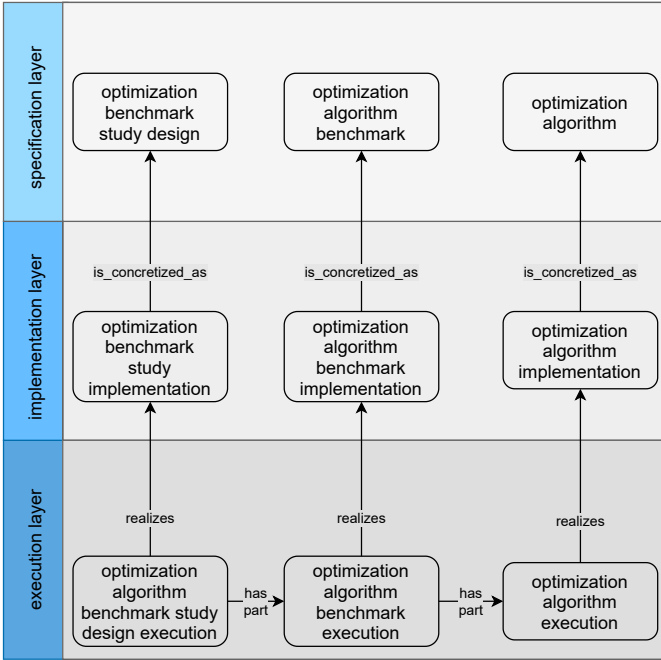 specification layer
optimization
benchmark
study design
optimization
algorithm
benchmark
optimization
algorithm
is_concretized_as
is_concretized_as
is_concretized_as
implementation layer
optimization
benchmark
study
implementation
optimization
algorithm
benchmark
implementation
optimization
algorithm
implementation
realizes
realizes
realizes
execution layer
optimization
algorithm
benchmark study
design execution
has
part
optimization
algorithm
benchmark
execution
has
part
optimization
algorithm
execution